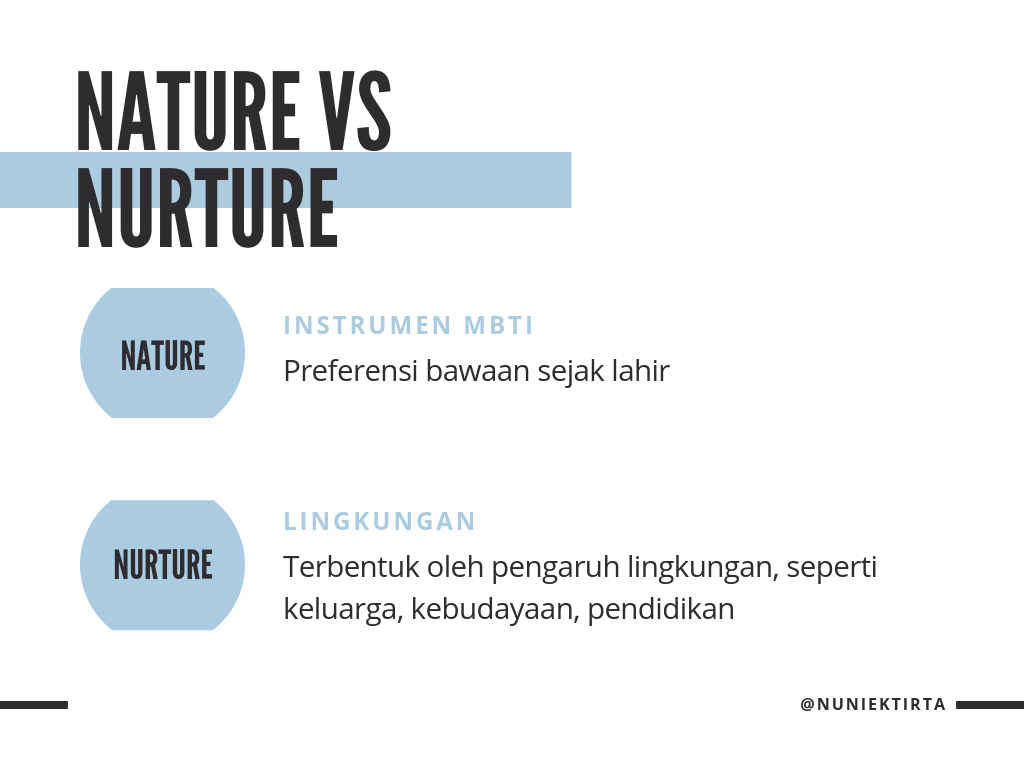 NATURE VS
NURTURE
NATURE
INSTRUMEN MBTI
Preferensi bawaan sejak lahir
NURTURE
LINGKUNGAN
Terbentuk oleh pengaruh lingkungan, seperti
keluarga, kebudayaan, pendidikan
@NUNIEKTIRTA